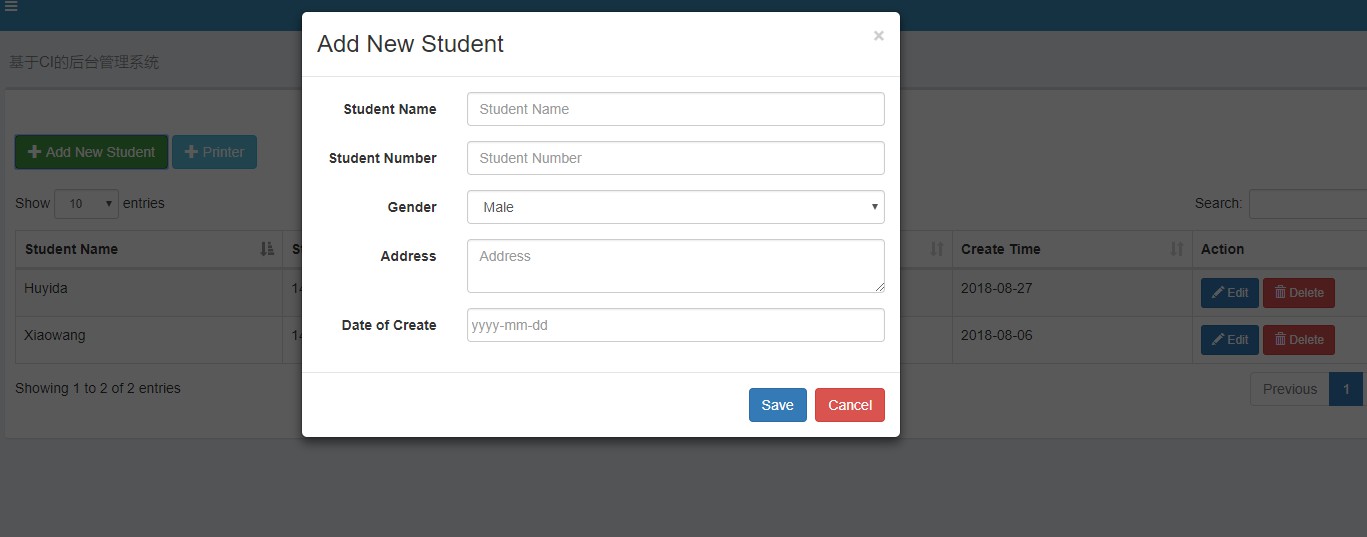 Add New Student
×
基于CI的后台管理系统
Student Name
Student Name
Student Number
Student Number
Gender
Male
Address
Address
Date of Create
yyyy-mm-dd
Save
Cancel
Add New Student
Printer
Show 10 entries
Search:
Student Name
Create Time
Action
Huyida
2018-08-27
Edit
Delete
Xiaowang
2018-08-06
Edit
Delete
Showing 1 to 2 of 2 entries
Previous
1